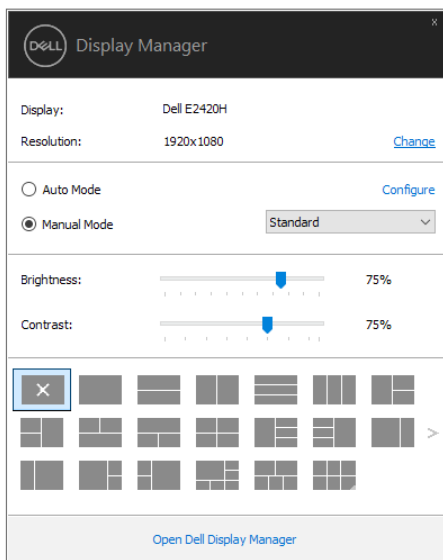 x
DELL Display Manager
Display: Dell E2420H
Resolution: 1920x1080 Change
Auto Mode Configure
Manual Mode Standard
Brightness: 75%
Contrast: 75%
Open Dell Display Manager